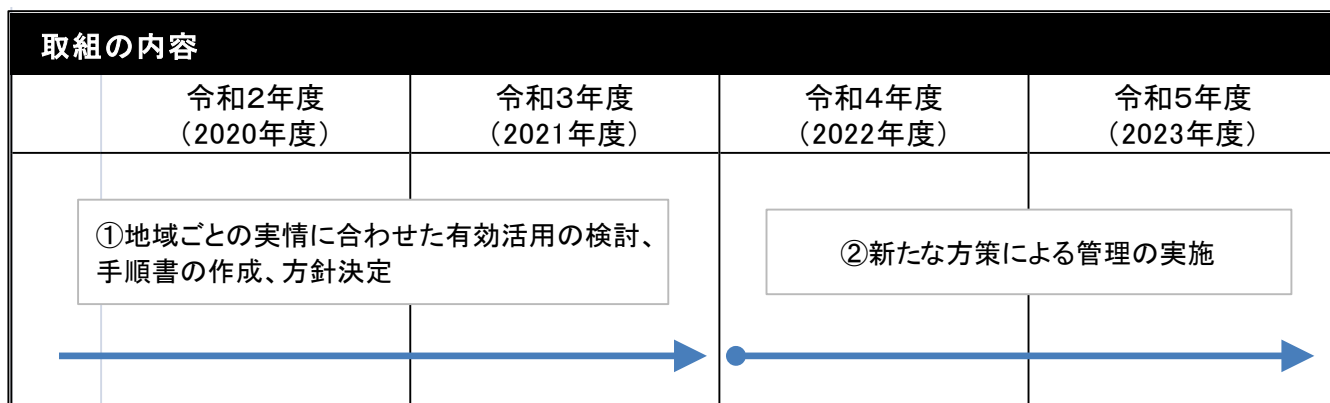 取組の内容
令和2年度
（2020年度）
令和3年度
（2021年度）
令和4年度
（2022年度）
令和5年度
（2023年度）
①地域ごとの実情に合わせた有効活用の検討、
手順書の作成、方針決定
②新たな方策による管理の実施